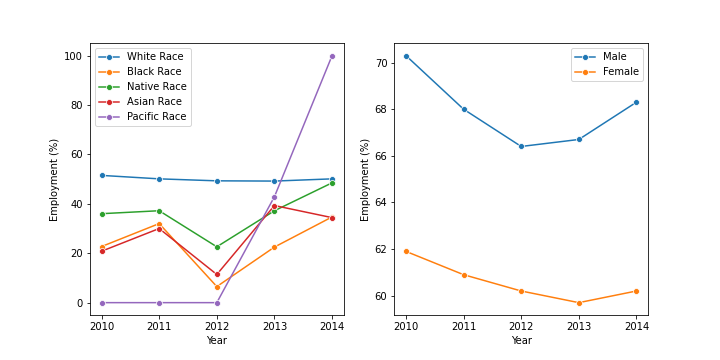 100
80
60
40
20
0
Employment (%)
2010 2011 2012 2013 2014
Year
White Race
Black Race
Native Race
Asian Race
Pacific Race
70
68
66
64
62
60
Employment (%)
2010 2011 2012 2013 2014
Year
Male
Female